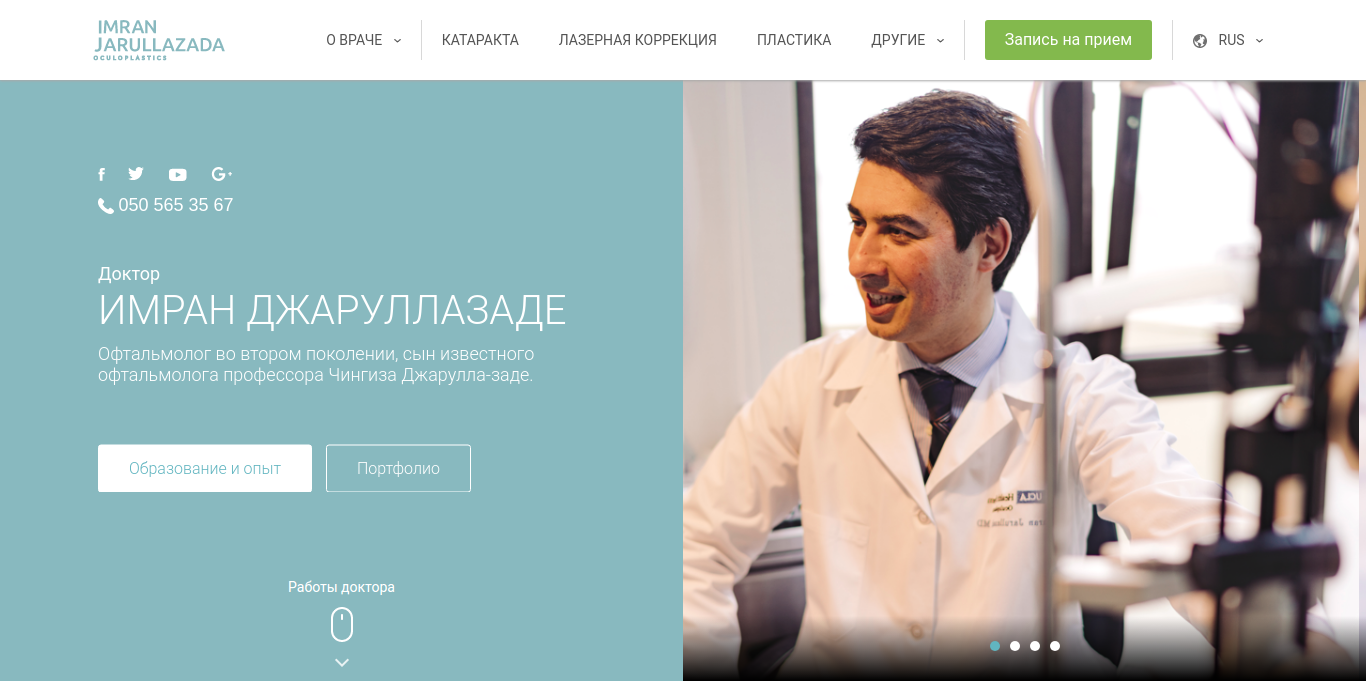 IMRAN
JARULLAZADA
OCULOPLASTICS
О ВРАЧЕ
КАТАРАКТА
ЛАЗЕРНАЯ КОРРЕКЦИЯ
ПЛАСТИКА
ДРУГИЕ
Запись на прием
RUS
050 565 35 67
Доктор
ИМРАН ДЖАРУЛЛАЗАДЕ
Офтальмолог во втором поколении, сын известного
офтальмолога профессора Чингиза Джарулла-заде.
Образование и опыт
Портфолио
Работы доктора